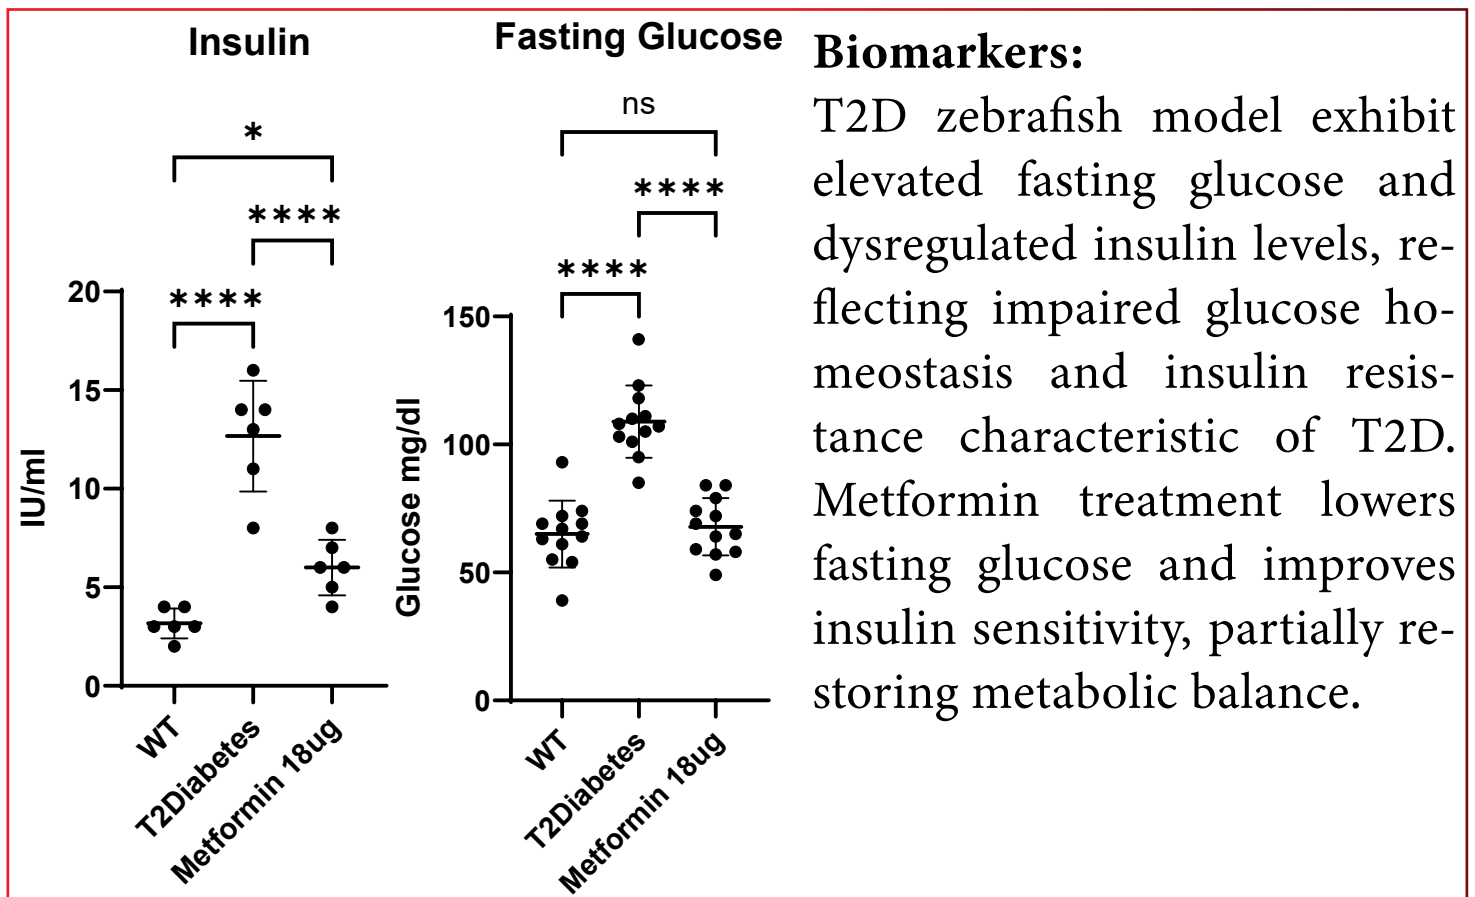 Insulin
*
****
****
20
15
10
5
0
IU/ml
WT
T2Diabetes
Metformin 18ug
Fasting Glucose
ns
****
****
150
100
50
0
Glucose mg/dl
WT
T2Diabetes
Metformin 18ug
Biomarkers:
T2D zebrafish model exhibit
elevated fasting glucose and
dysregulated insulin levels, re-
flecting impaired glucose ho-
meostasis and insulin resis-
tance characteristic of T2D.
Metformin treatment lowers
fasting glucose and improves
insulin sensitivity, partially re-
storing metabolic balance.